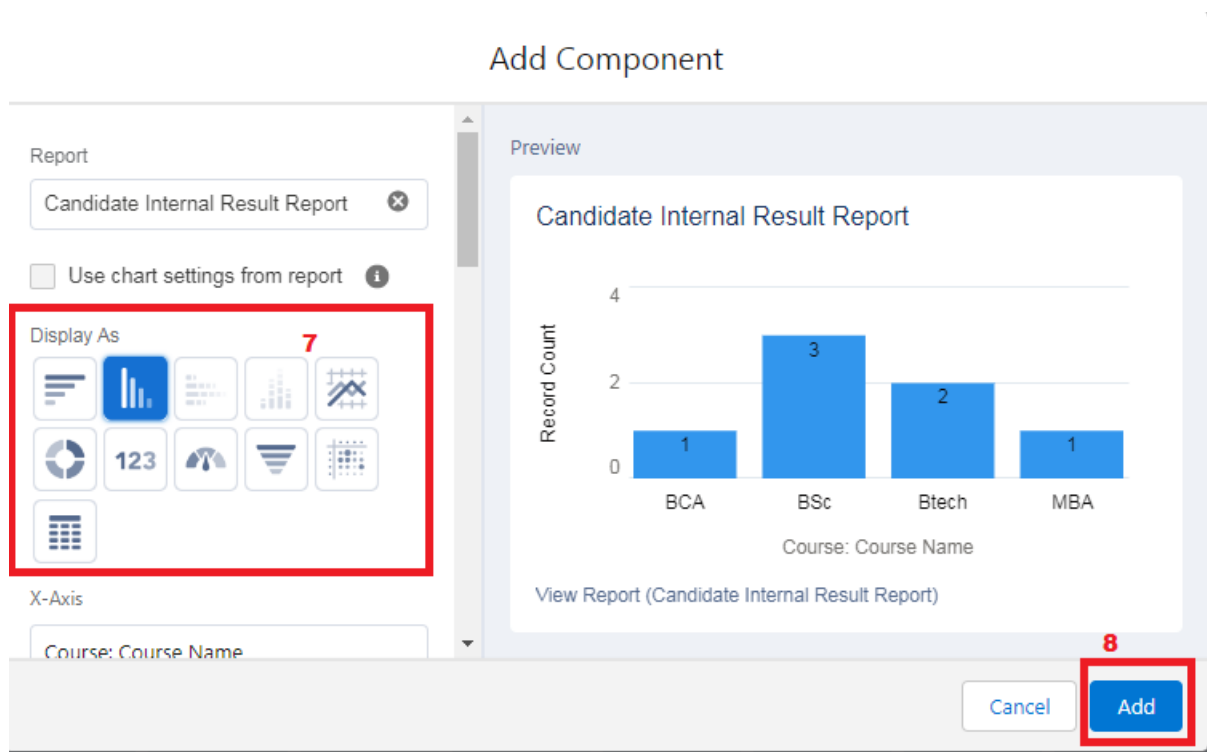 Add Component
Report
Candidate Internal Result Report
Use chart settings from report
Display As
7
123
X-Axis
Course: Course Name
Preview
Candidate Internal Result Report
4
2
0
Record Count
1
3
2
1
BCA BSc Btech MBA
Course: Course Name
View Report (Candidate Internal Result Report)
8
Cancel Add